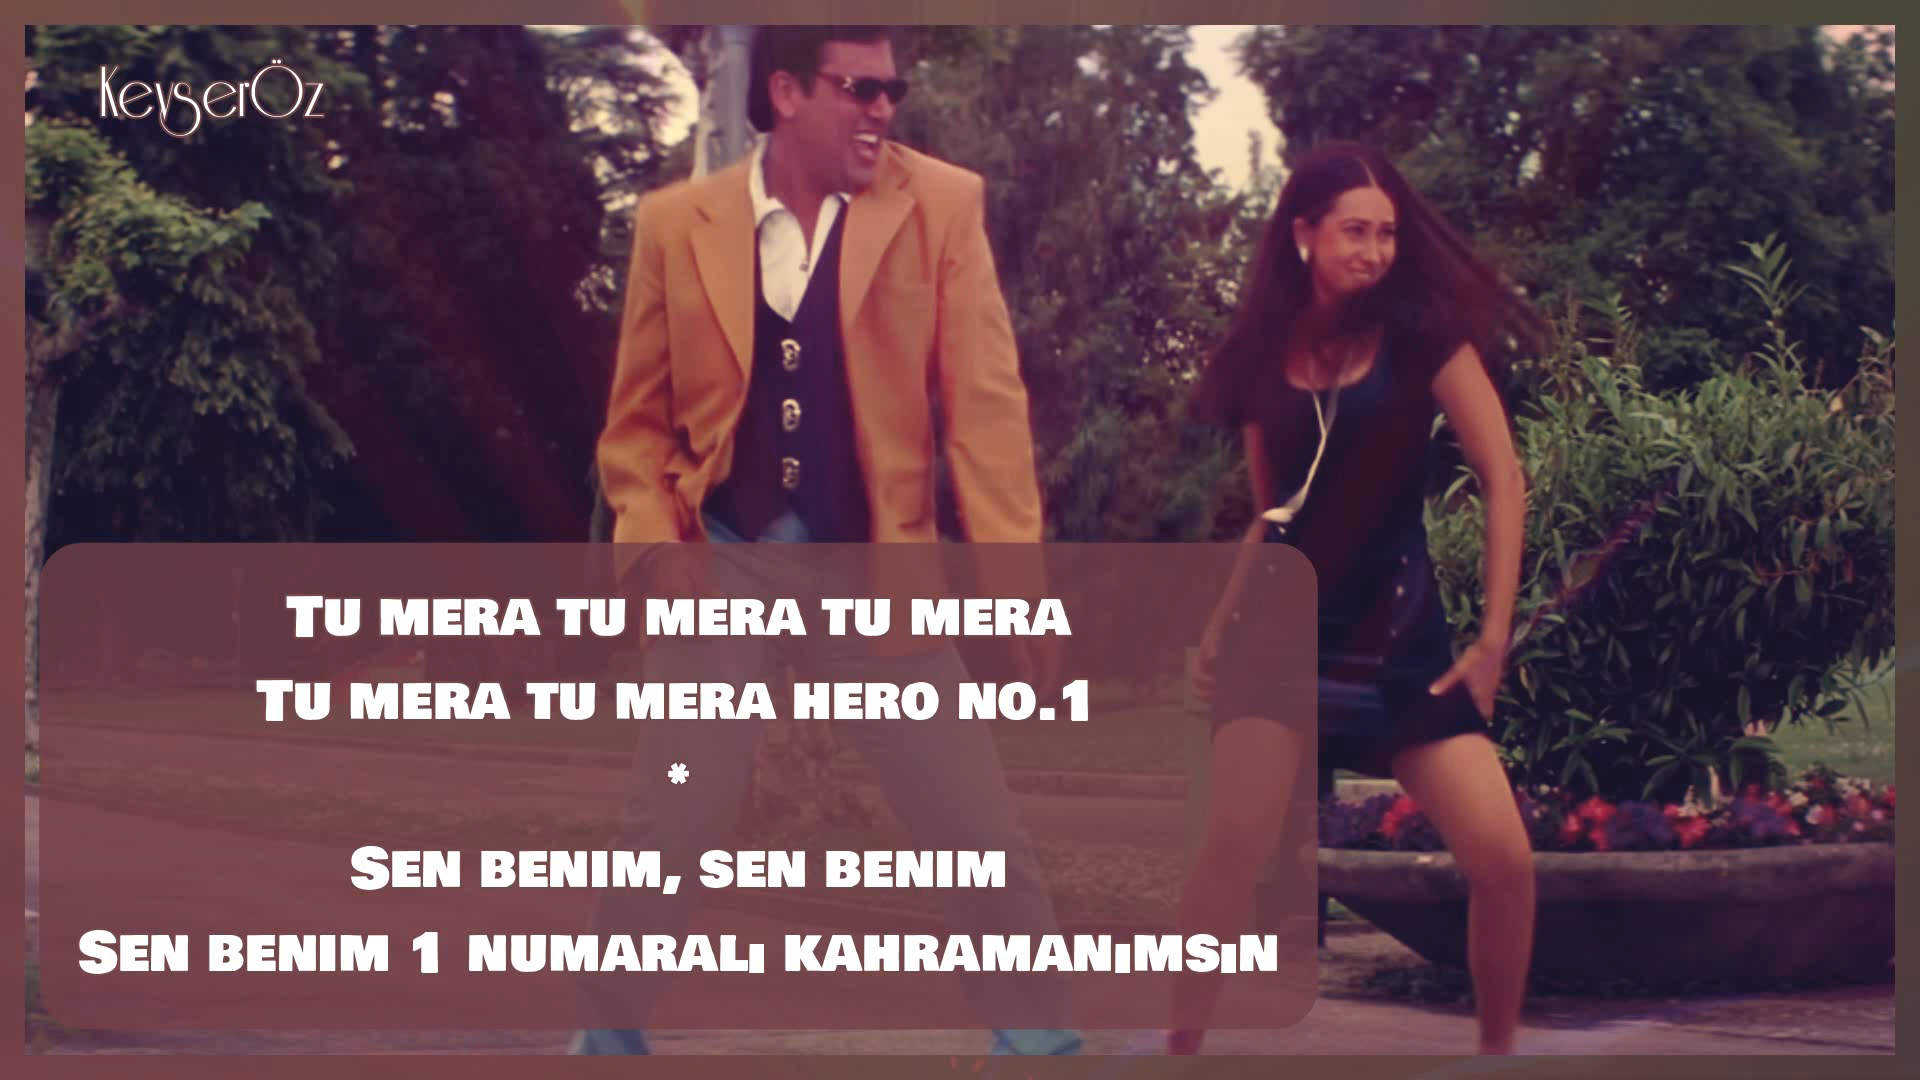 KeyserÖz
Tu mera tu mera tu mera
Tu mera tu mera hero no.1
*
Sen benim, sen benim
Sen benim 1 numaralı kahramanımsın